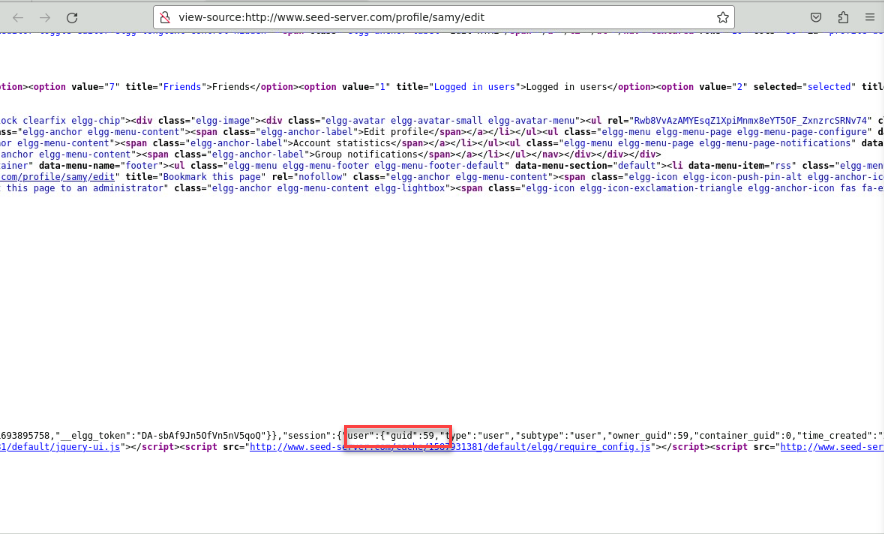 view-source:http://www.seed-server.com/profile/samy/edit
ption><option value="7" title="Friends">Friends</option><option value="1" title="Logged in users">Logged in users</option><option value="2" selected="selected" titl
ock clearfix elgg-chip"><div class="elgg-image"><div class="elgg-avatar elgg-avatar-small elgg-avatar-menu"><ul rel="Rwb8VvAzAMYEsqZ1XpiMnmx8eYT5OF_ZxnzrcSRNv74" c
ss="elgg-anchor elgg-menu-content"><span class="elgg-anchor-label">Edit profile</span></a></li></ul><ul class="elgg-menu elgg-menu-page elgg-menu-page-configure" da
hor elgg-menu-content"><span class="elgg-anchor-label">Account statistics</span></a></li></ul><ul class="elgg-menu elgg-menu-page elgg-menu-page-notifications" data
-anchor elgg-menu-content"><span class="elgg-anchor-label">Group notifications</span></a></li></ul></nav></div></div></div>
tainer" data-menu-name="footer"><ul class="elgg-menu elgg-menu-footer elgg-menu-footer-default" data-menu-section="default"><li data-menu-item="rss" class="elgg-men
.com/profile/samy/edit" title="Bookmark this page" rel="nofollow" class="elgg-anchor elgg-menu-content"><span class="elgg-icon elgg-icon-push-pin-alt elgg-anchor-ic
t this page to an administrator" class="elgg-anchor elgg-menu-content elgg-lightbox"><span class="elgg-icon elgg-icon-exclamation-triangle elgg-anchor-icon fas fa-e
1693895758,"__elgg_token":"DA-sbAf9Jn5OfVn5nV5qoQ"}},"session":{"user":{"guid":59,"type":"user","subtype":"user","owner_guid":59,"container_guid":0,"time_created":"
81/default/jquery-ui.js"></script><script src="http://www.seed-server.com/cache/1587931381/default/elgg/require_config.js"></script><script src="http://www.seed-ser